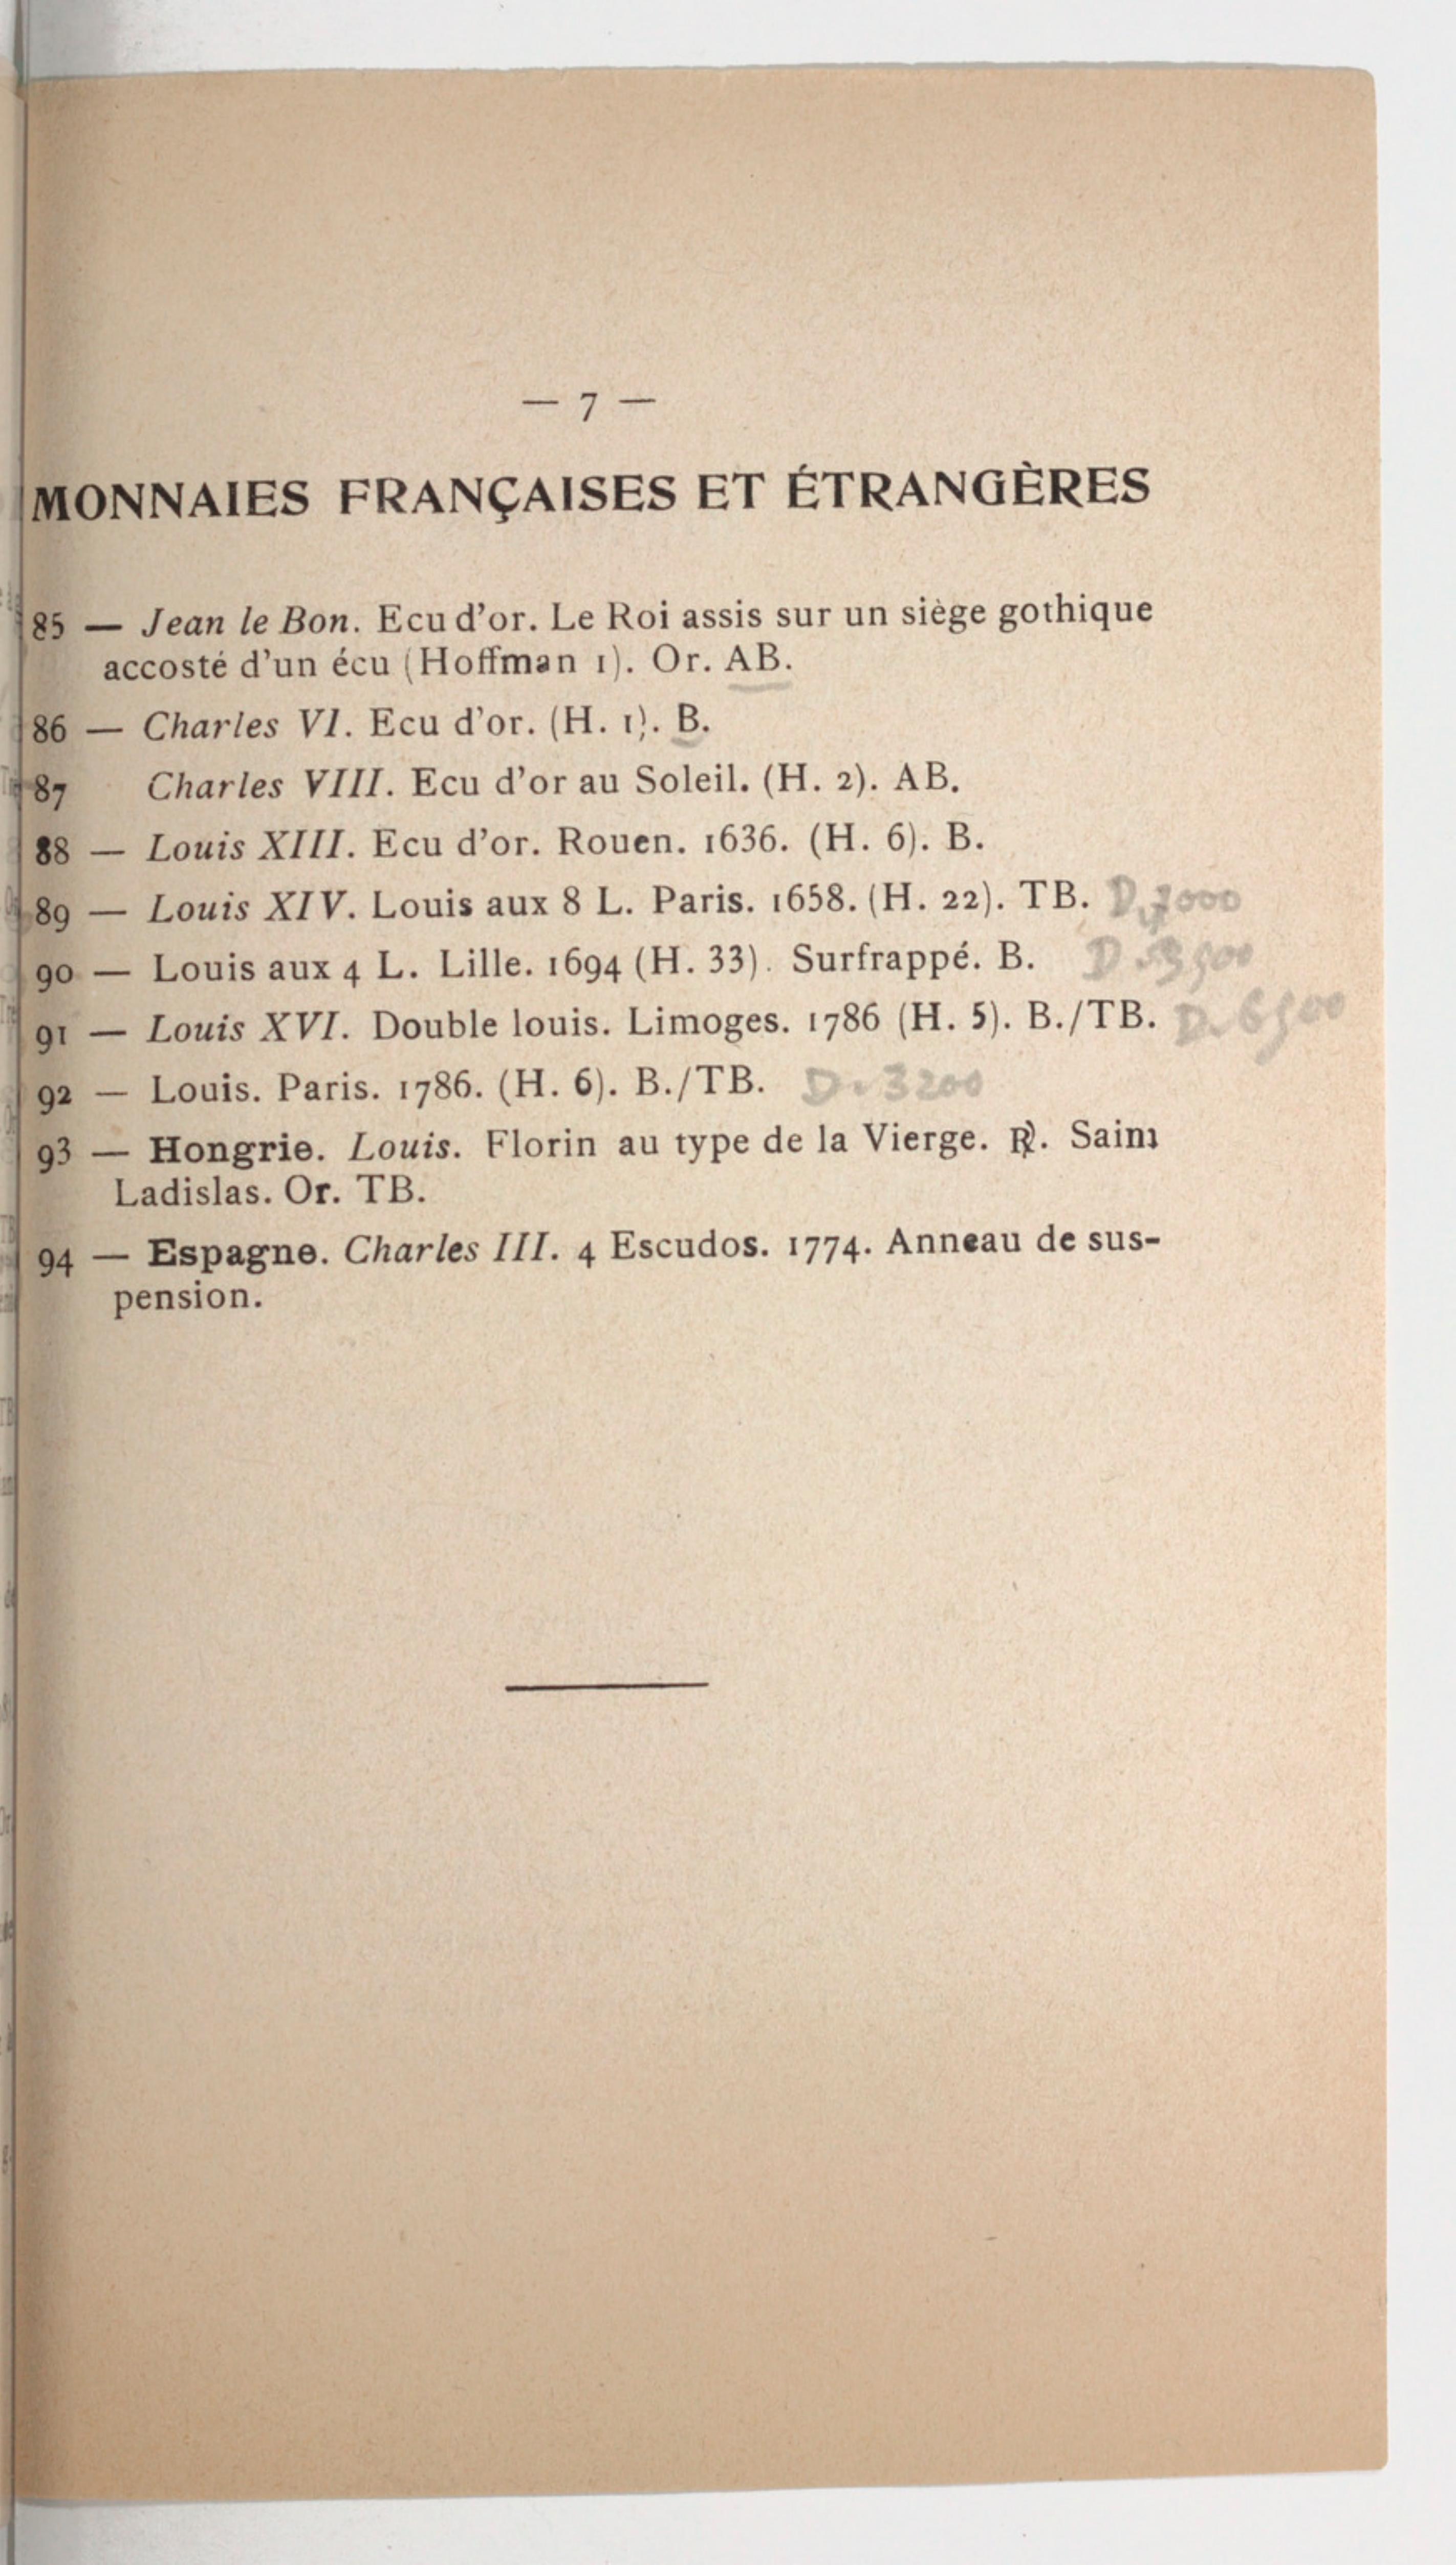 — 7 —
MONNAIES FRANÇAISES ET ÉTRANGÈRES
85 — Jean le Bon. Ecu d'or. Le Roi assis sur un siège gothique
accosté d'un écu (Hoffman 1). Or. AB.
86 — Charles VI. Ecu d'or. (H. 1). B.
87 Charles VIII. Ecu d'or au Soleil. (H. 2). AB.
88 — Louis XIII. Ecu d'or. Rouen. 1636. (H. 6). B.
89 — Louis XIV. Louis aux 8 L. Paris. 1658. (H. 22). TB. D.
90 — Louis aux 4 L. Lille. 1694 (H. 33). Surfrappé. B. D
91 — Louis XVI. Double louis. Limoges. 1786 (H. 5). B./TB. D. 6500
92 — Louis. Paris. 1786. (H. 6). B./TB. D. 3200
93 — Hongrie. Louis. Florin au type de la Vierge. ℟. Saint
Ladislas. Or. TB.
94 — Espagne. Charles III. 4 Escudos. 1774. Anneau de sus-
pension.